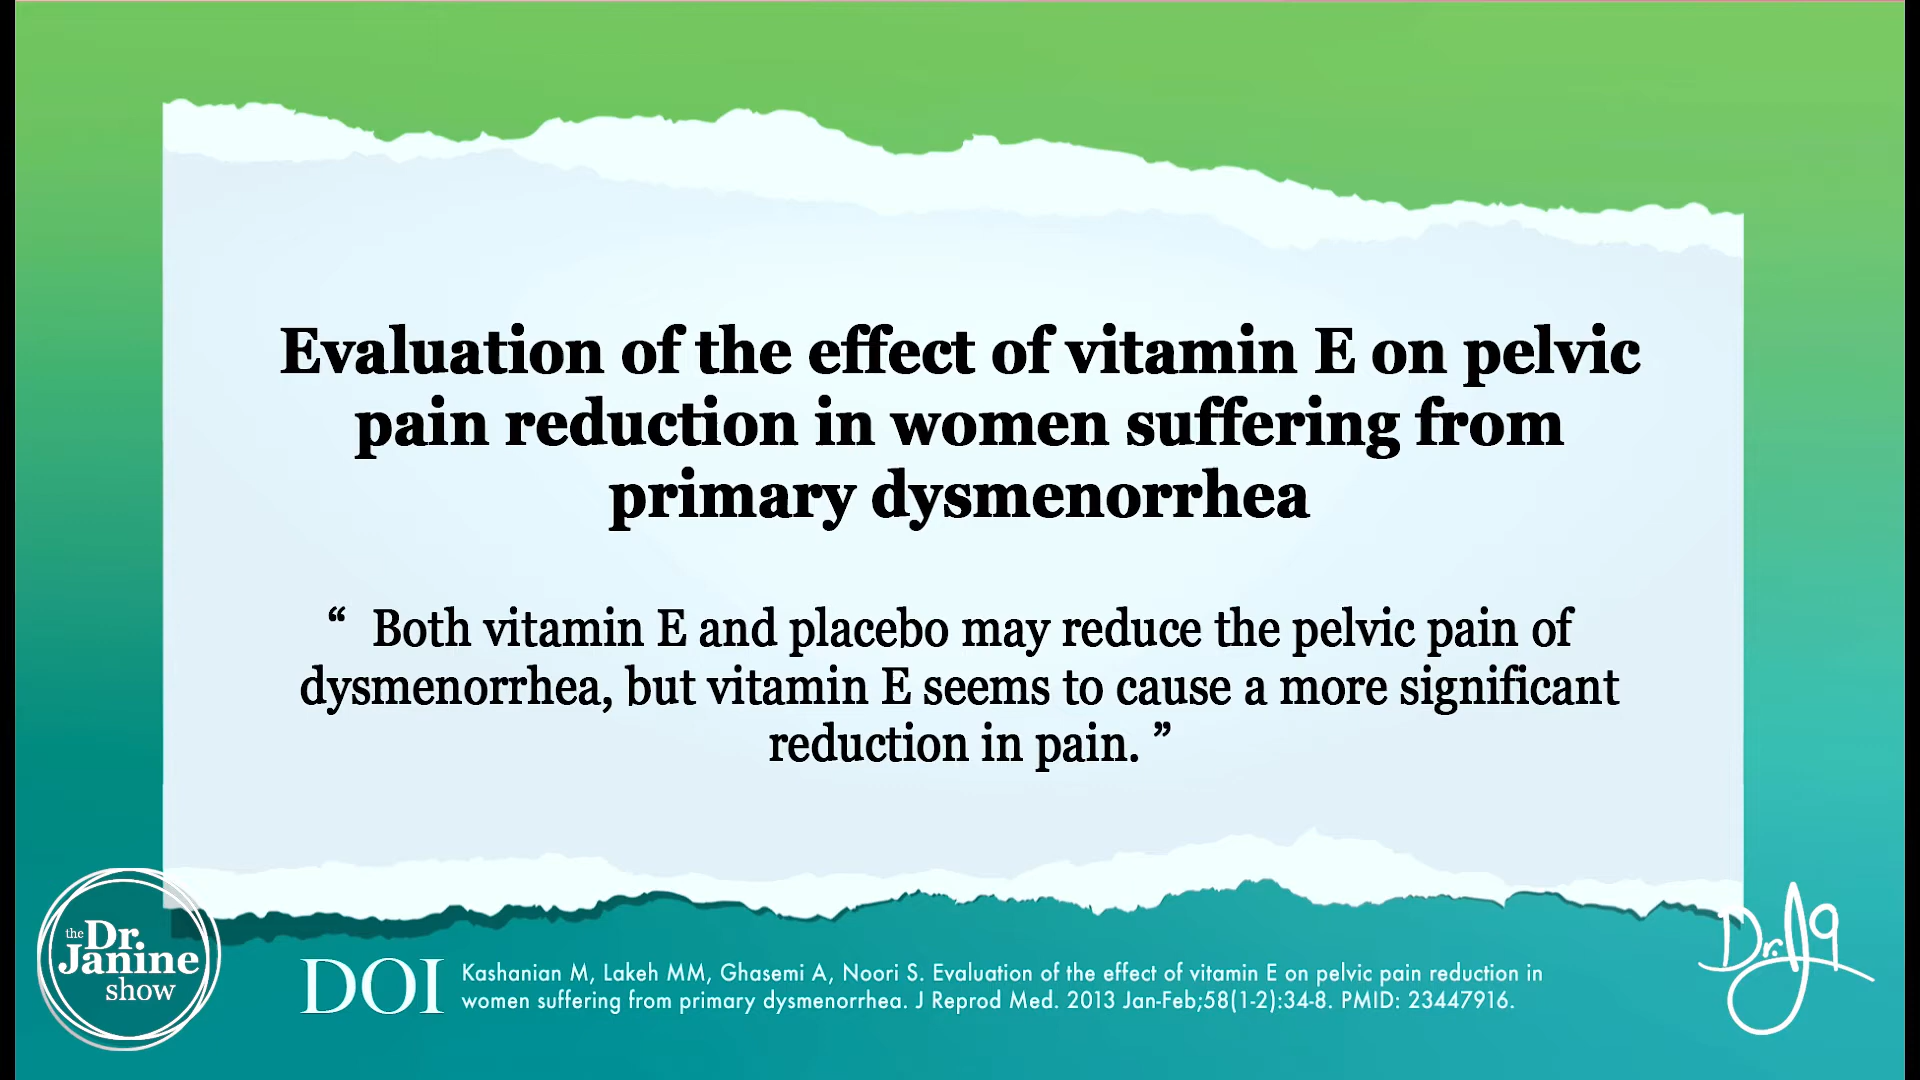 Evaluation of the effect of vitamin E on pelvic
pain reduction in women suffering from
primary dysmenorrhea
“ Both vitamin E and placebo may reduce the pelvic pain of
dysmenorrhea, but vitamin E seems to cause a more significant
reduction in pain. ”
the Dr.
Janine
show
DOI
Kashanian M, Lakeh MM, Ghasemi A, Noori S. Evaluation of the effect of vitamin E on pelvic pain reduction in
women suffering from primary dysmenorrhea. J Reprod Med. 2013 Jan-Feb;58(1-2):34-8. PMID: 23447916.